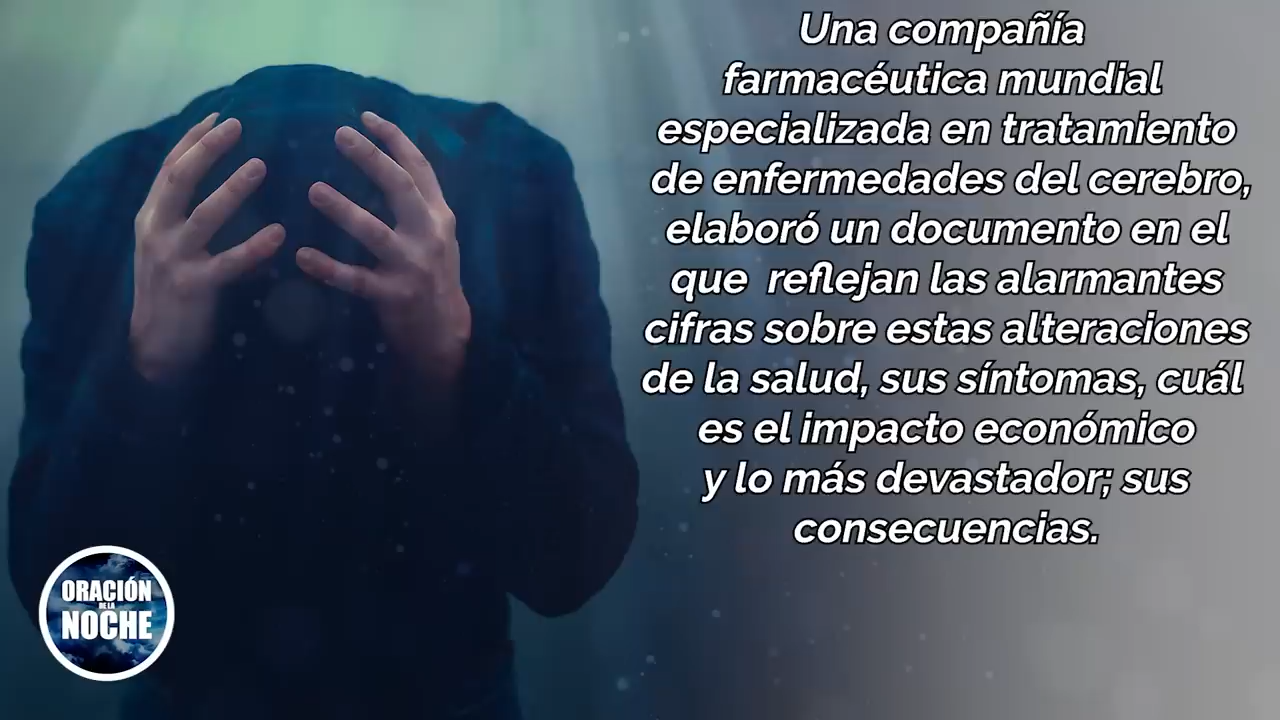 Una compañía
farmacéutica mundial
especializada en tratamiento
de enfermedades del cerebro,
elaboró un documento en el
que  reflejan las alarmantes
cifras sobre estas alteraciones
de la salud, sus síntomas, cuál
es el impacto económico
y lo más devastador; sus
consecuencias.
ORACIÓN
DE LA
NOCHE